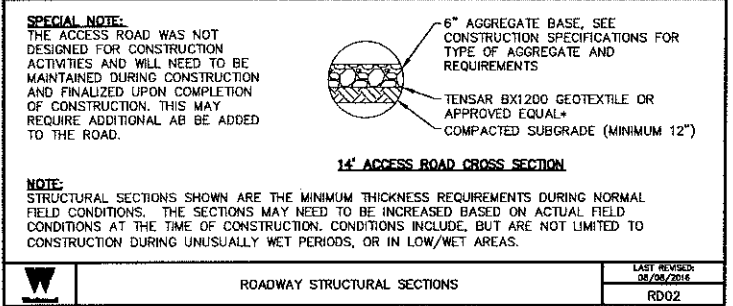 SPECIAL NOTE:
THE ACCESS ROAD WAS NOT
DESIGNED FOR CONSTRUCTION
ACTIVITIES AND WILL NEED TO BE
MAINTAINED DURING CONSTRUCTION
AND FINALIZED UPON COMPLETION
OF CONSTRUCTION. THIS MAY
REQUIRE ADDITIONAL AB BE ADDED
TO THE ROAD.
6" AGGREGATE BASE, SEE
CONSTRUCTION SPECIFICATIONS FOR
TYPE OF AGGREGATE AND
REQUIREMENTS
TENSAR BX1200 GEOTEXTILE OR
APPROVED EQUAL*
COMPACTED SUBGRADE (MINIMUM 12")
14' ACCESS ROAD CROSS SECTION
NOTE:
STRUCTURAL SECTIONS SHOWN ARE THE MINIMUM THICKNESS REQUIREMENTS DURING NORMAL
FIELD CONDITIONS. THE SECTIONS MAY NEED TO BE INCREASED BASED ON ACTUAL FIELD
CONDITIONS AT THE TIME OF CONSTRUCTION. CONDITIONS INCLUDE, BUT ARE NOT LIMITED TO
CONSTRUCTION DURING UNUSUALLY WET PERIODS, OR IN LOW/WET AREAS.
W
ROADWAY STRUCTURAL SECTIONS
LAST REVISED:
08/08/2016
RD02